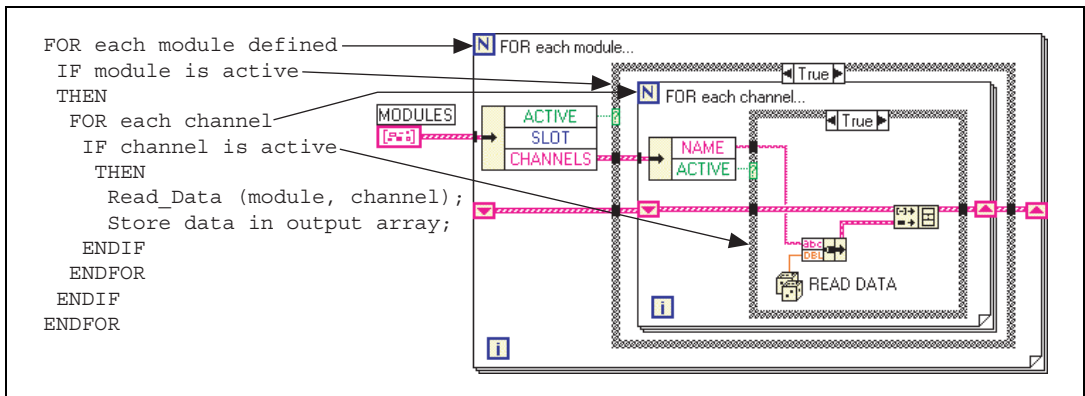 FOR each module defined
IF module is active
THEN
FOR each channel
IF channel is active
THEN
Read_Data (module, channel);
Store data in output array;
ENDIF
ENDFOR
ENDIF
ENDFOR
N FOR each module...
True
N FOR each channel...
True
MODULES
ACTIVE
SLOT
CHANNELS
?
NAME
ACTIVE
?
abc
DBL
READ DATA
i
i